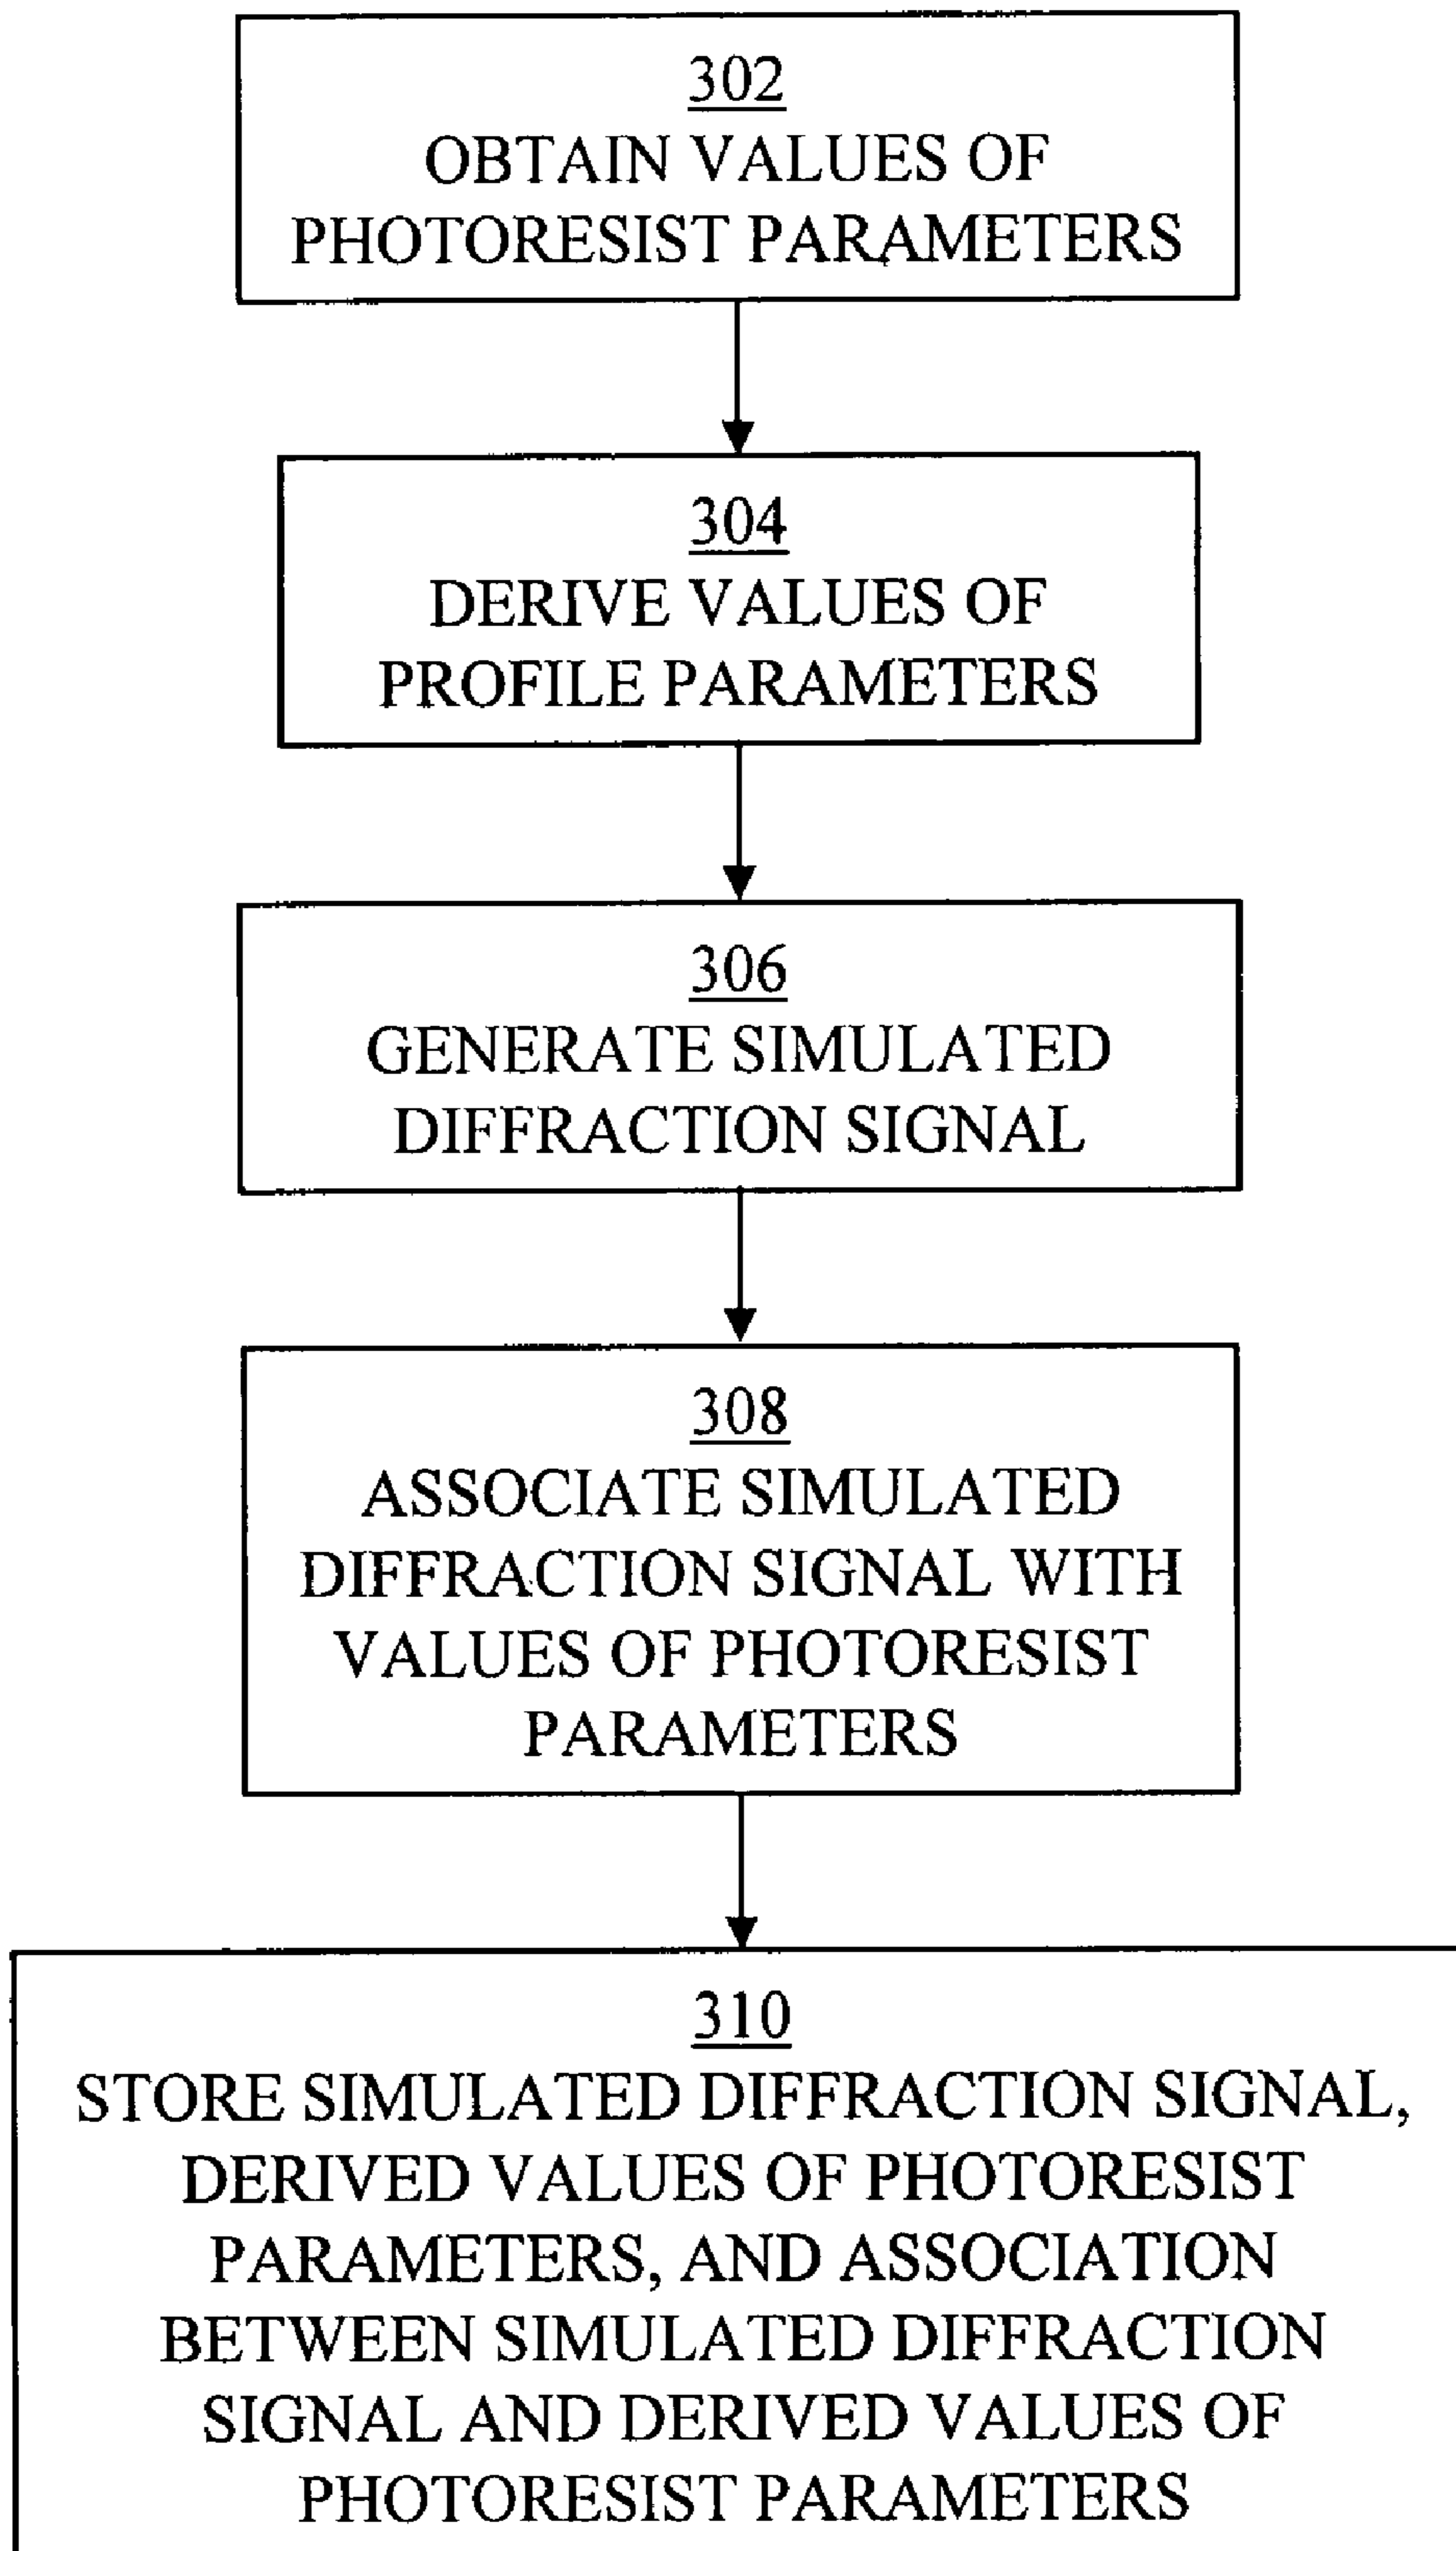 302
OBTAIN VALUES OF
PHOTORESIST PARAMETERS
304
DERIVE VALUES OF
PROFILE PARAMETERS
306
GENERATE SIMULATED
DIFFRACTION SIGNAL
308
ASSOCIATE SIMULATED
DIFFRACTION SIGNAL WITH
VALUES OF PHOTORESIST
PARAMETERS
310
STORE SIMULATED DIFFRACTION SIGNAL,
DERIVED VALUES OF PHOTORESIST
PARAMETERS, AND ASSOCIATION
BETWEEN SIMULATED DIFFRACTION
SIGNAL AND DERIVED VALUES OF
PHOTORESIST PARAMETERS